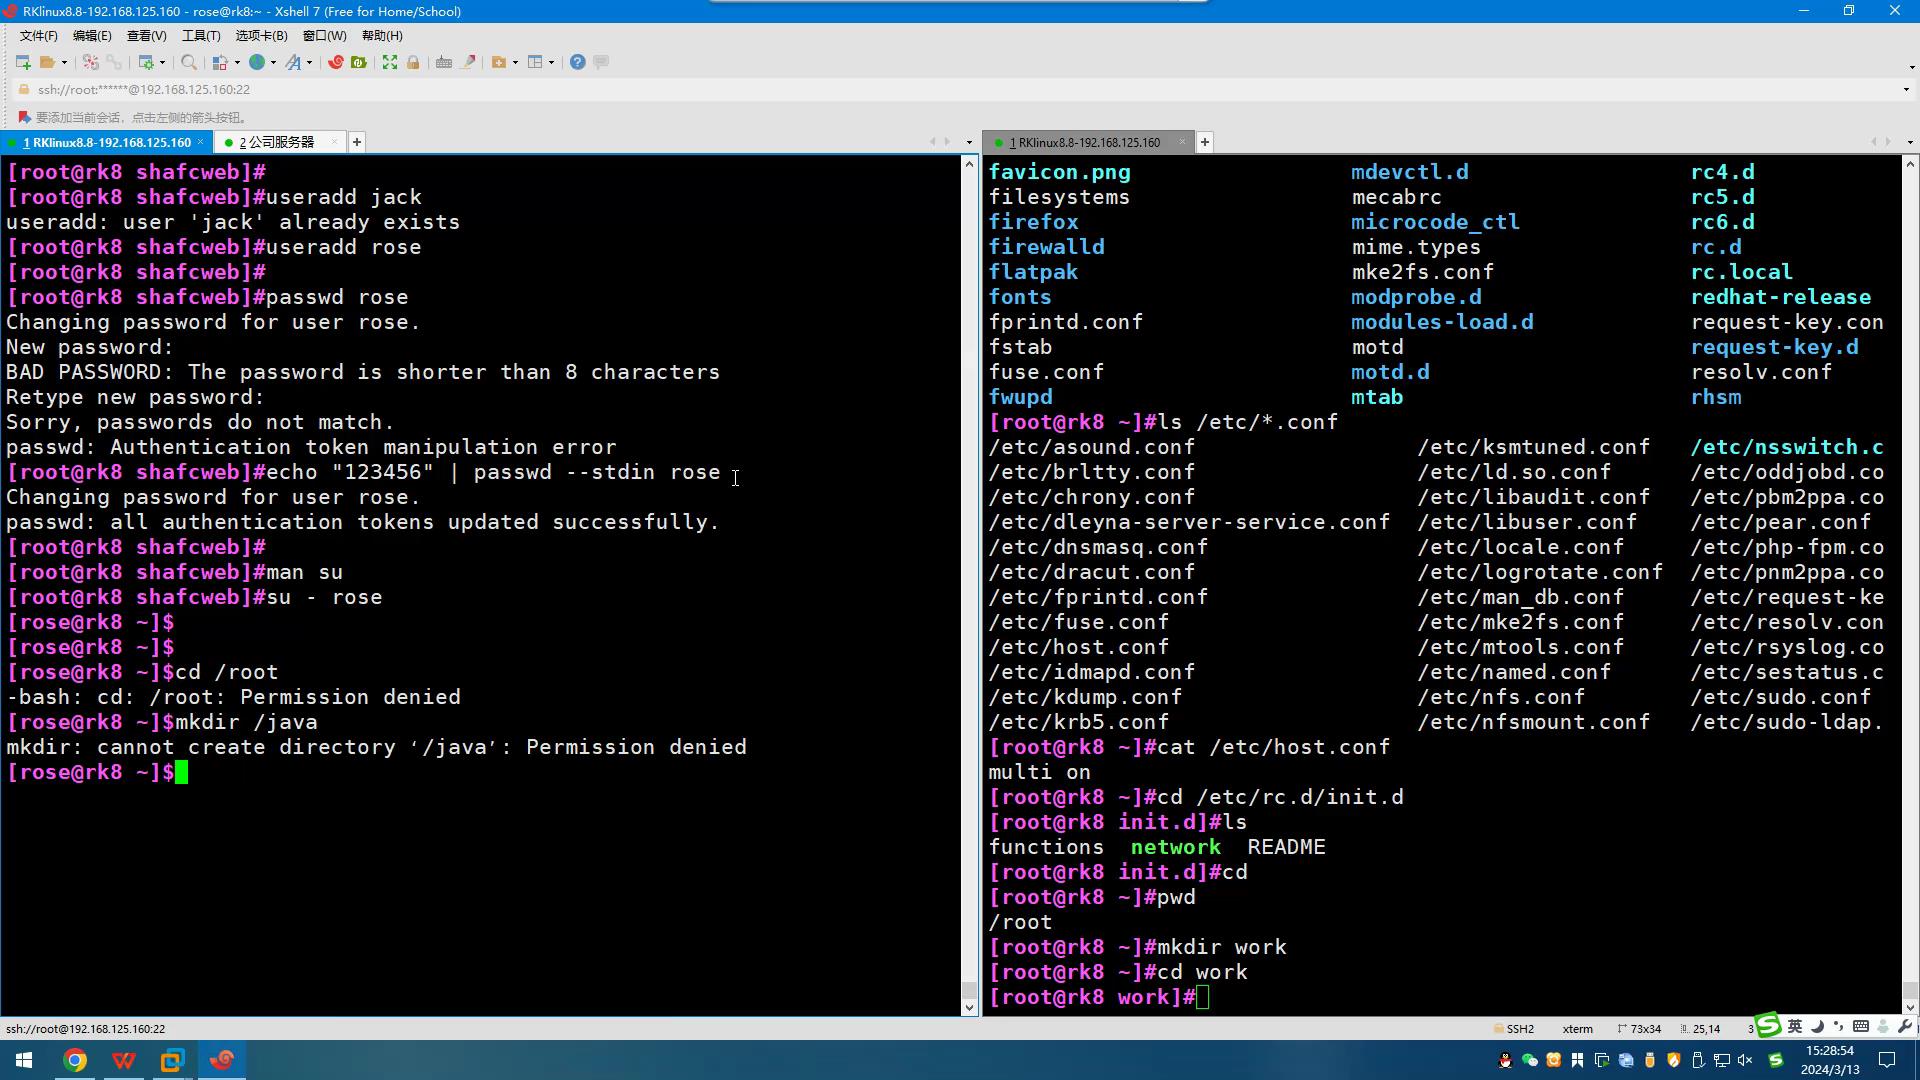 RKlinux8.8-192.168.125.160 - rose@rk8:~ - Xshell 7 (Free for Home/School)
文件(F) 编辑(E) 查看(V) 工具(T) 选项卡(B) 窗口(W) 帮助(H)
ssh://root:******@192.168.125.160:22
要添加当前会话，点击左侧的箭头按钮。
1 RKlinux8.8-192.168.125.160
2 公司服务器
[root@rk8 shafcweb]#
[root@rk8 shafcweb]#useradd jack
useradd: user 'jack' already exists
[root@rk8 shafcweb]#useradd rose
[root@rk8 shafcweb]#
[root@rk8 shafcweb]#passwd rose
Changing password for user rose.
New password:
BAD PASSWORD: The password is shorter than 8 characters
Retype new password:
Sorry, passwords do not match.
passwd: Authentication token manipulation error
[root@rk8 shafcweb]#echo "123456" | passwd --stdin rose
Changing password for user rose.
passwd: all authentication tokens updated successfully.
[root@rk8 shafcweb]#
[root@rk8 shafcweb]#man su
[root@rk8 shafcweb]#su - rose
[rose@rk8 ~]$
[rose@rk8 ~]$
[rose@rk8 ~]$cd /root
-bash: cd: /root: Permission denied
[rose@rk8 ~]$mkdir /java
mkdir: cannot create directory ‘/java’: Permission denied
[rose@rk8 ~]$
1 RKlinux8.8-192.168.125.160
favicon.png mdevctl.d rc4.d
filesystems mecabrc rc5.d
firefox microcode_ctl rc6.d
firewalld mime.types rc.d
flatpak mke2fs.conf rc.local
fonts modprobe.d redhat-release
fprintd.conf modules-load.d request-key.con
fstab motd request-key.d
fuse.conf motd.d resolv.conf
fwupd mtab rhsm
[root@rk8 ~]#ls /etc/*.conf
/etc/asound.conf /etc/ksmtuned.conf /etc/nsswitch.c
/etc/brltty.conf /etc/ld.so.conf /etc/oddjobd.co
/etc/chrony.conf /etc/libaudit.conf /etc/pbm2ppa.co
/etc/dleyna-server-service.conf /etc/libuser.conf /etc/pear.conf
/etc/dnsmasq.conf /etc/locale.conf /etc/php-fpm.co
/etc/dracut.conf /etc/logrotate.conf /etc/pnm2ppa.co
/etc/fprintd.conf /etc/man_db.conf /etc/request-ke
/etc/fuse.conf /etc/mke2fs.conf /etc/resolv.con
/etc/host.conf /etc/mtools.conf /etc/rsyslog.co
/etc/idmapd.conf /etc/named.conf /etc/sestatus.c
/etc/kdump.conf /etc/nfs.conf /etc/sudo.conf
/etc/krb5.conf /etc/nfsmount.conf /etc/sudo-ldap.
[root@rk8 ~]#cat /etc/host.conf
multi on
[root@rk8 ~]#cd /etc/rc.d/init.d
[root@rk8 init.d]#ls
functions network README
[root@rk8 init.d]#cd
[root@rk8 ~]#pwd
/root
[root@rk8 ~]#mkdir work
[root@rk8 ~]#cd work
[root@rk8 work]#
ssh://root@192.168.125.160:22 SSH2 xterm 73x34 25,14 3 英
15:28:54
2024/3/13